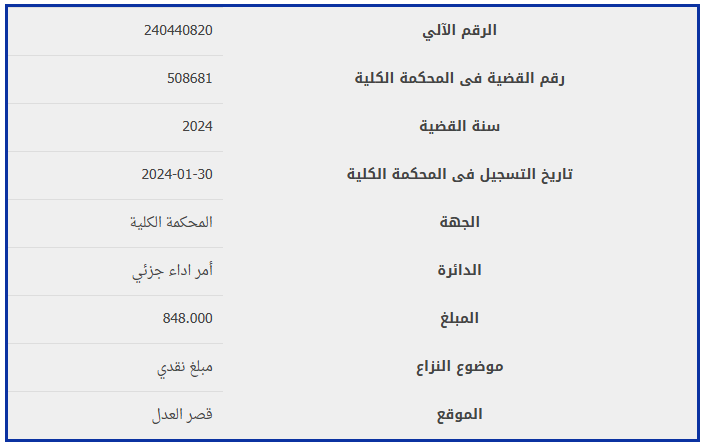 الرقم الآلي 240440820
رقم القضية فى المحكمة الكلية 508681
سنة القضية 2024
تاريخ التسجيل فى المحكمة الكلية 2024-01-30
الجهة المحكمة الكلية
الدائرة أمر اداء جزئي
المبلغ 848.000
موضوع النزاع مبلغ نقدي
الموقع قصر العدل